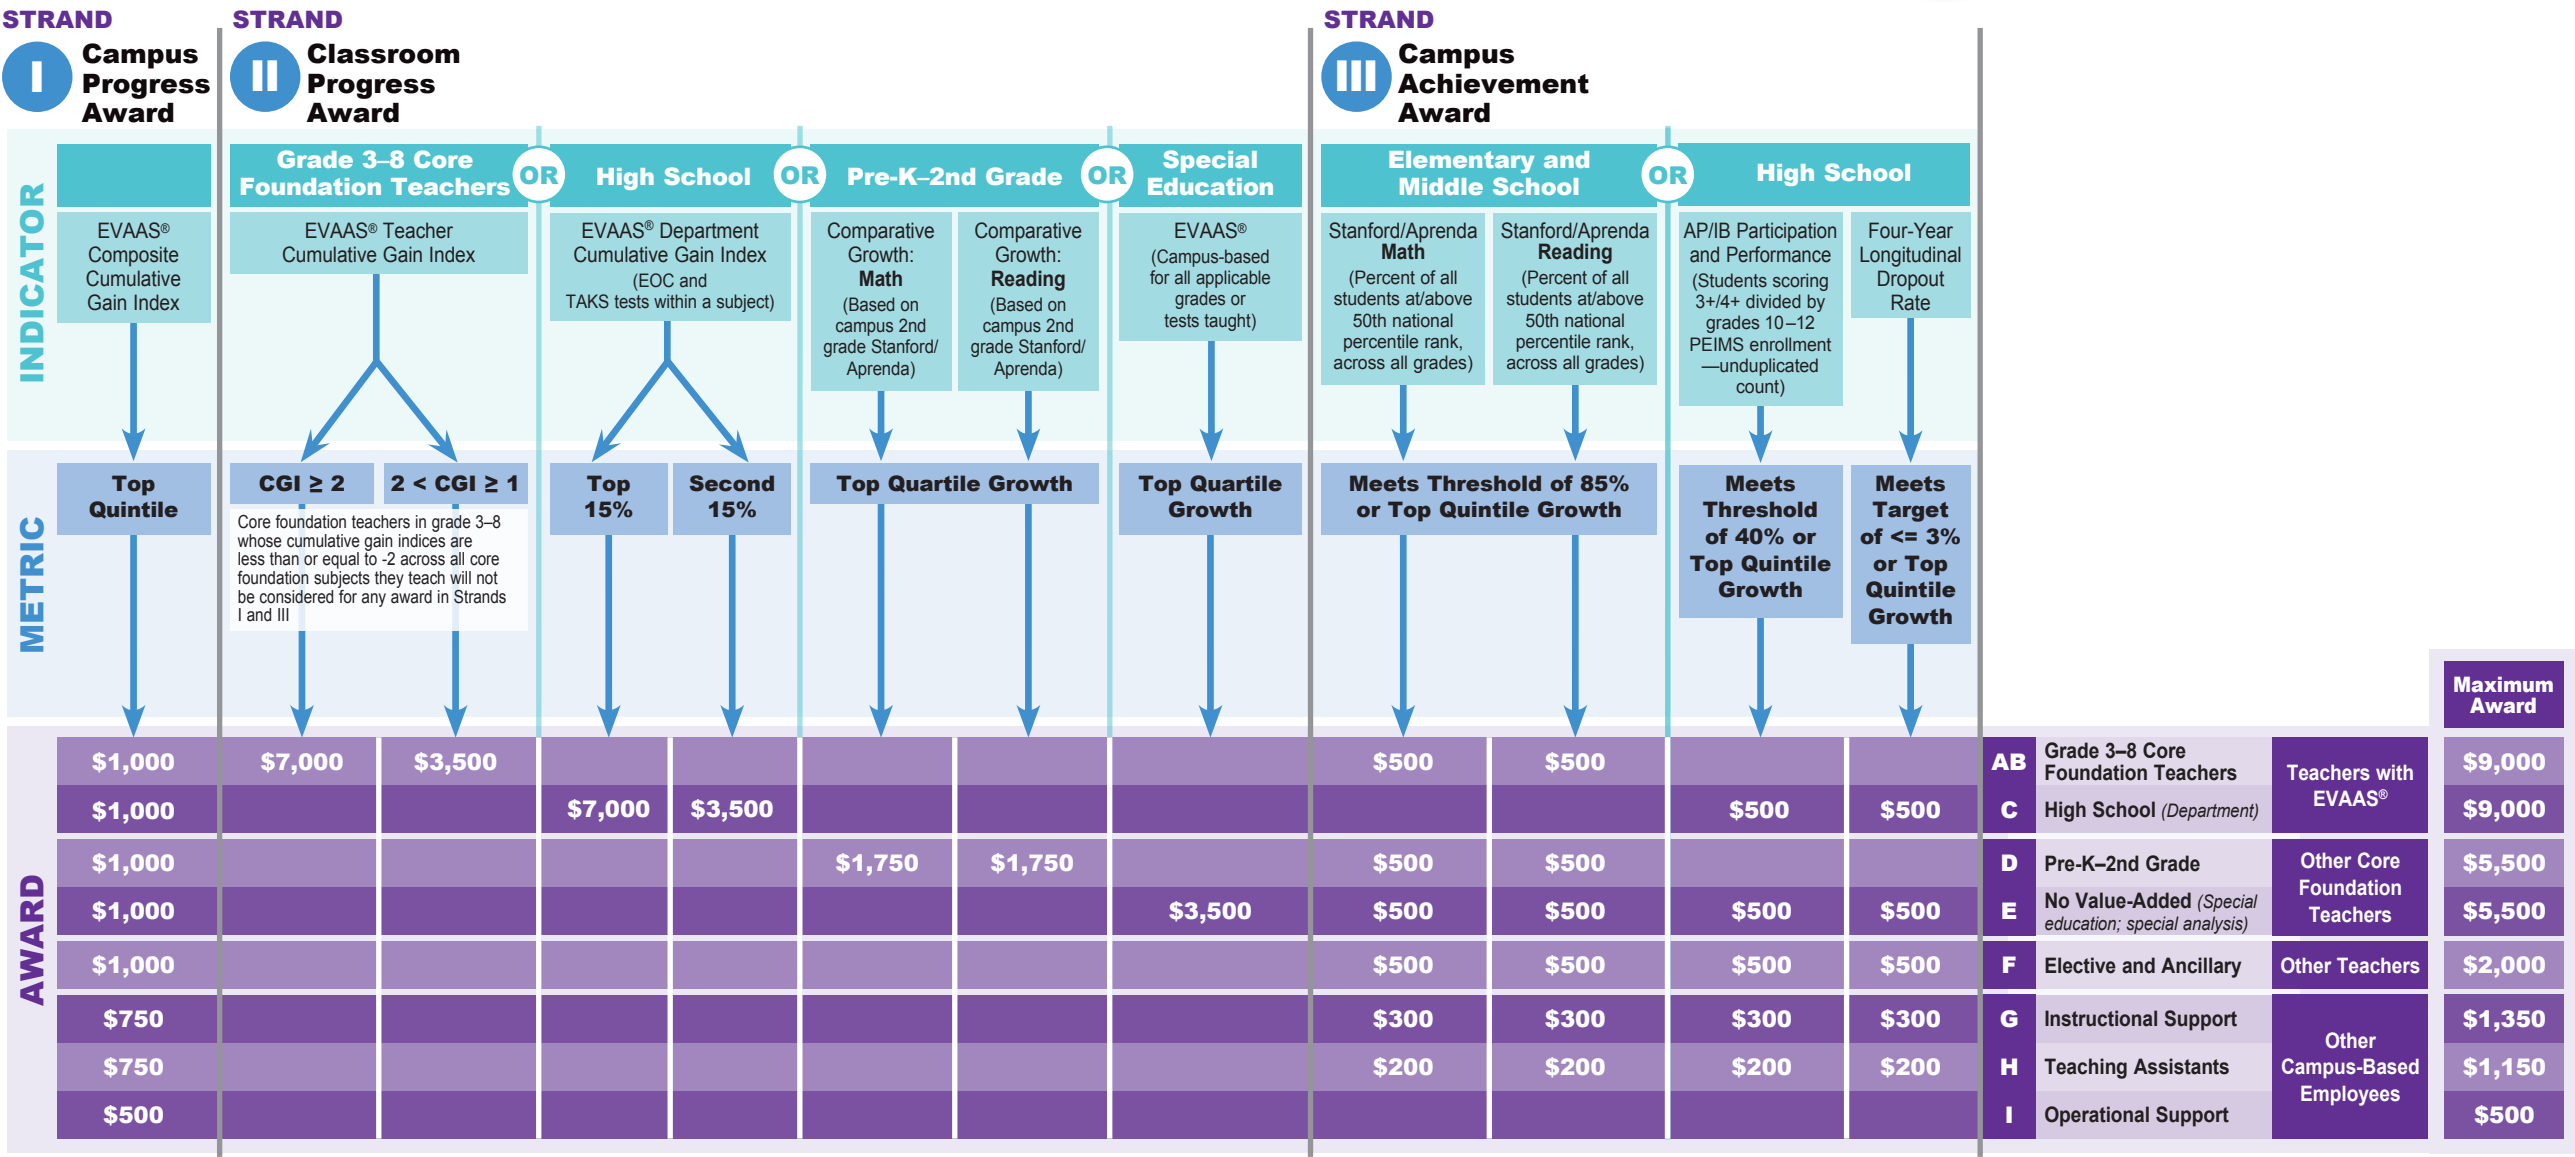 STRAND
I
Campus
Progress
Award
STRAND
II
Classroom
Progress
Award
STRAND
III
Campus
Achievement
Award
INDICATOR
EVAAS®
Composite
Cumulative
Gain Index
Grade 3–8 Core
Foundation Teachers
EVAAS® Teacher
Cumulative Gain Index
OR
High School
EVAAS® Department
Cumulative Gain Index
(EOC and
TAKS tests within a subject)
OR
Pre-K–2nd Grade
Comparative
Growth:
Math
(Based on
campus 2nd
grade Stanford/
Aprenda)
Comparative
Growth:
Reading
(Based on
campus 2nd
grade Stanford/
Aprenda)
OR
Special
Education
EVAAS®
(Campus-based
for all applicable
grades or
tests taught)
Elementary and
Middle School
Stanford/Aprenda
Math
(Percent of all
students at/above
50th national
percentile rank,
across all grades)
Stanford/Aprenda
Reading
(Percent of all
students at/above
50th national
percentile rank,
across all grades)
OR
High School
AP/IB Participation
and Performance
(Students scoring
3+/4+ divided by
grades 10–12
PEIMS enrollment
—unduplicated
count)
Four-Year
Longitudinal
Dropout
Rate
METRIC
Top
Quintile
CGI ≥ 2
2 < CGI ≥ 1
Core foundation teachers in grade 3–8
whose cumulative gain indices are
less than or equal to -2 across all core
foundation subjects they teach will not
be considered for any award in Strands
I and III
Top
15%
Second
15%
Top Quartile Growth
Top Quartile
Growth
Meets Threshold of 85%
or Top Quintile Growth
Meets
Threshold
of 40% or
Top Quintile
Growth
Meets
Target
of <= 3%
or Top
Quintile
Growth
Maximum
Award
AWARD
$1,000 $7,000 $3,500 $500 $500 AB Grade 3–8 Core
Foundation Teachers
Teachers with
EVAAS®
$9,000
$1,000 $7,000 $3,500 $500 $500 C High School (Department) $9,000
$1,000 $1,750 $1,750 $500 $500 D Pre-K–2nd Grade
Other Core
Foundation
Teachers
$5,500
$1,000 $3,500 $500 $500 $500 $500 E No Value-Added (Special
education; special analysis)
$5,500
$1,000 $500 $500 $500 $500 F Elective and Ancillary Other Teachers $2,000
$750 $300 $300 $300 $300 G Instructional Support
Other
Campus-Based
Employees
$1,350
$750 $200 $200 $200 $200 H Teaching Assistants $1,150
$500 I Operational Support $500